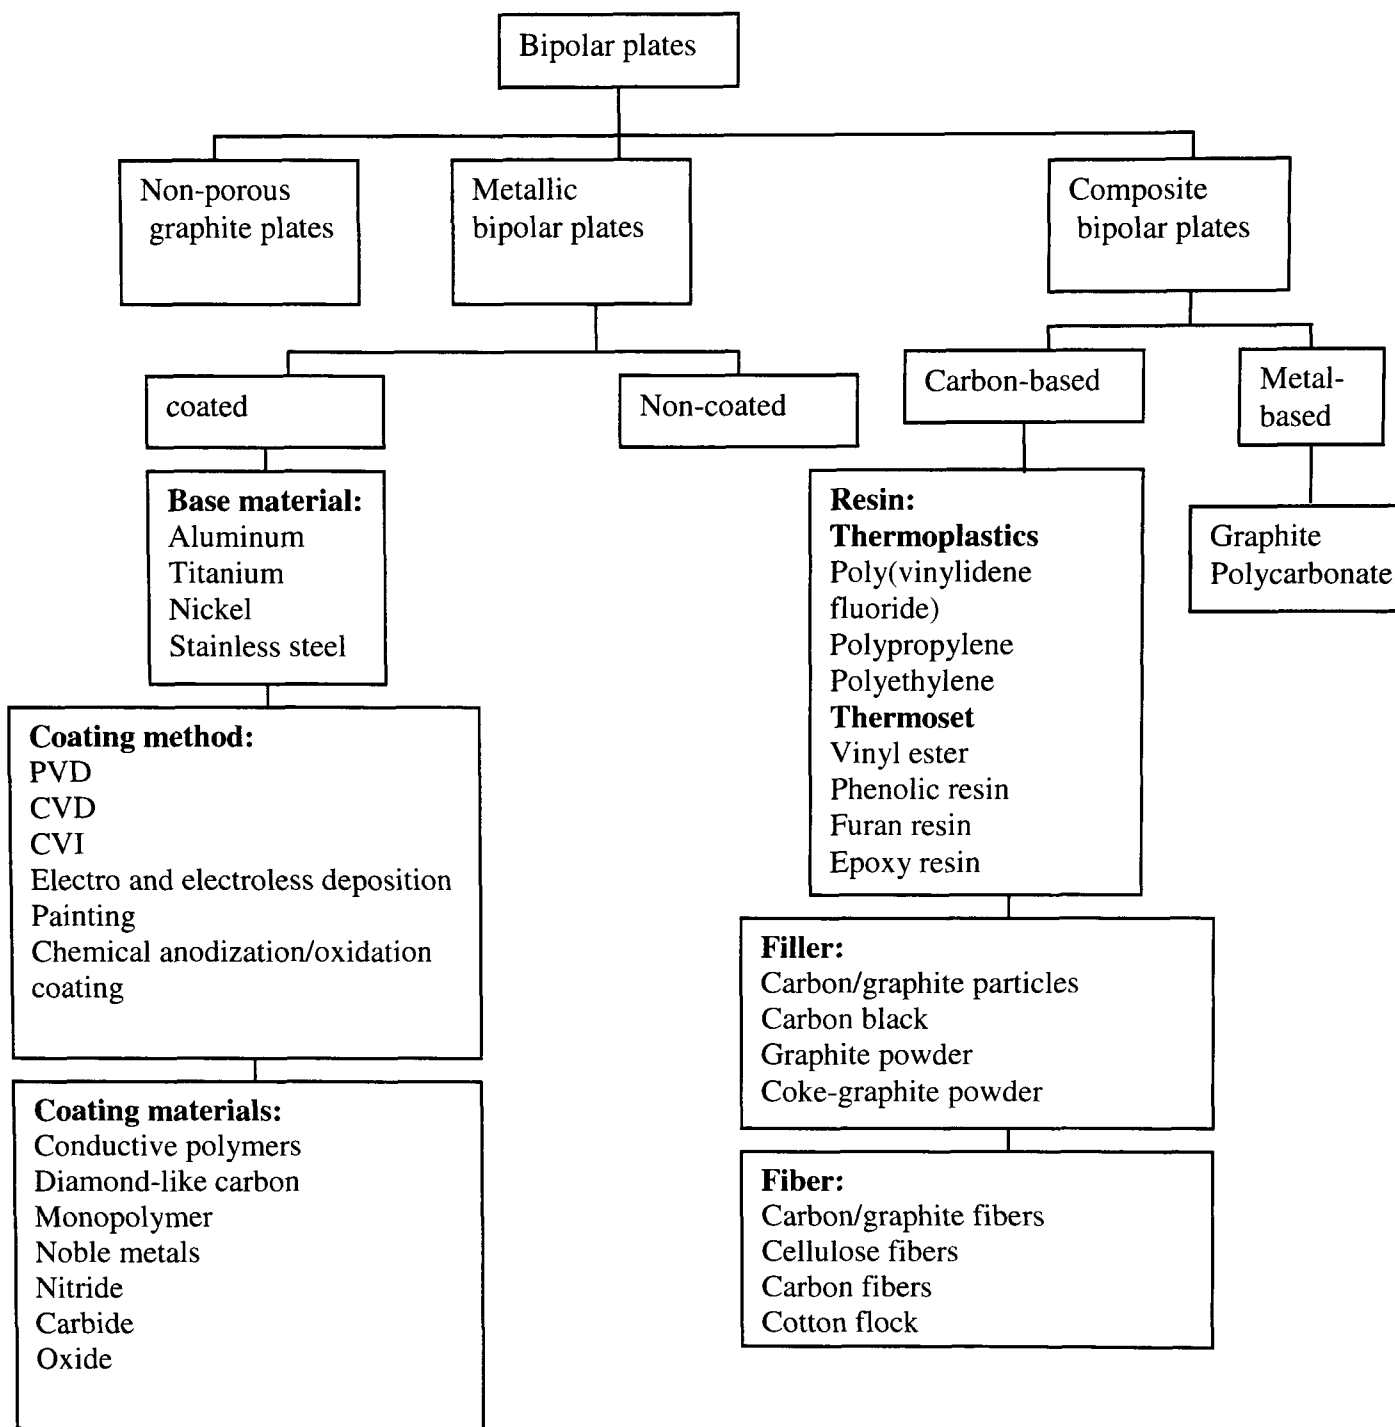 Bipolar plates
Non-porous
graphite plates
Metallic
bipolar plates
Composite
bipolar plates
coated
Non-coated
Carbon-based
Metal-
based
Base material:
Aluminum
Titanium
Nickel
Stainless steel
Resin:
Thermoplastics
Poly(vinylidene
fluoride)
Polypropylene
Polyethylene
Thermoset
Vinyl ester
Phenolic resin
Furan resin
Epoxy resin
Graphite
Polycarbonate
Coating method:
PVD
CVD
CVI
Electro and electroless deposition
Painting
Chemical anodization/oxidation
coating
Filler:
Carbon/graphite particles
Carbon black
Graphite powder
Coke-graphite powder
Coating materials:
Conductive polymers
Diamond-like carbon
Monopolymer
Noble metals
Nitride
Carbide
Oxide
Fiber:
Carbon/graphite fibers
Cellulose fibers
Carbon fibers
Cotton flock